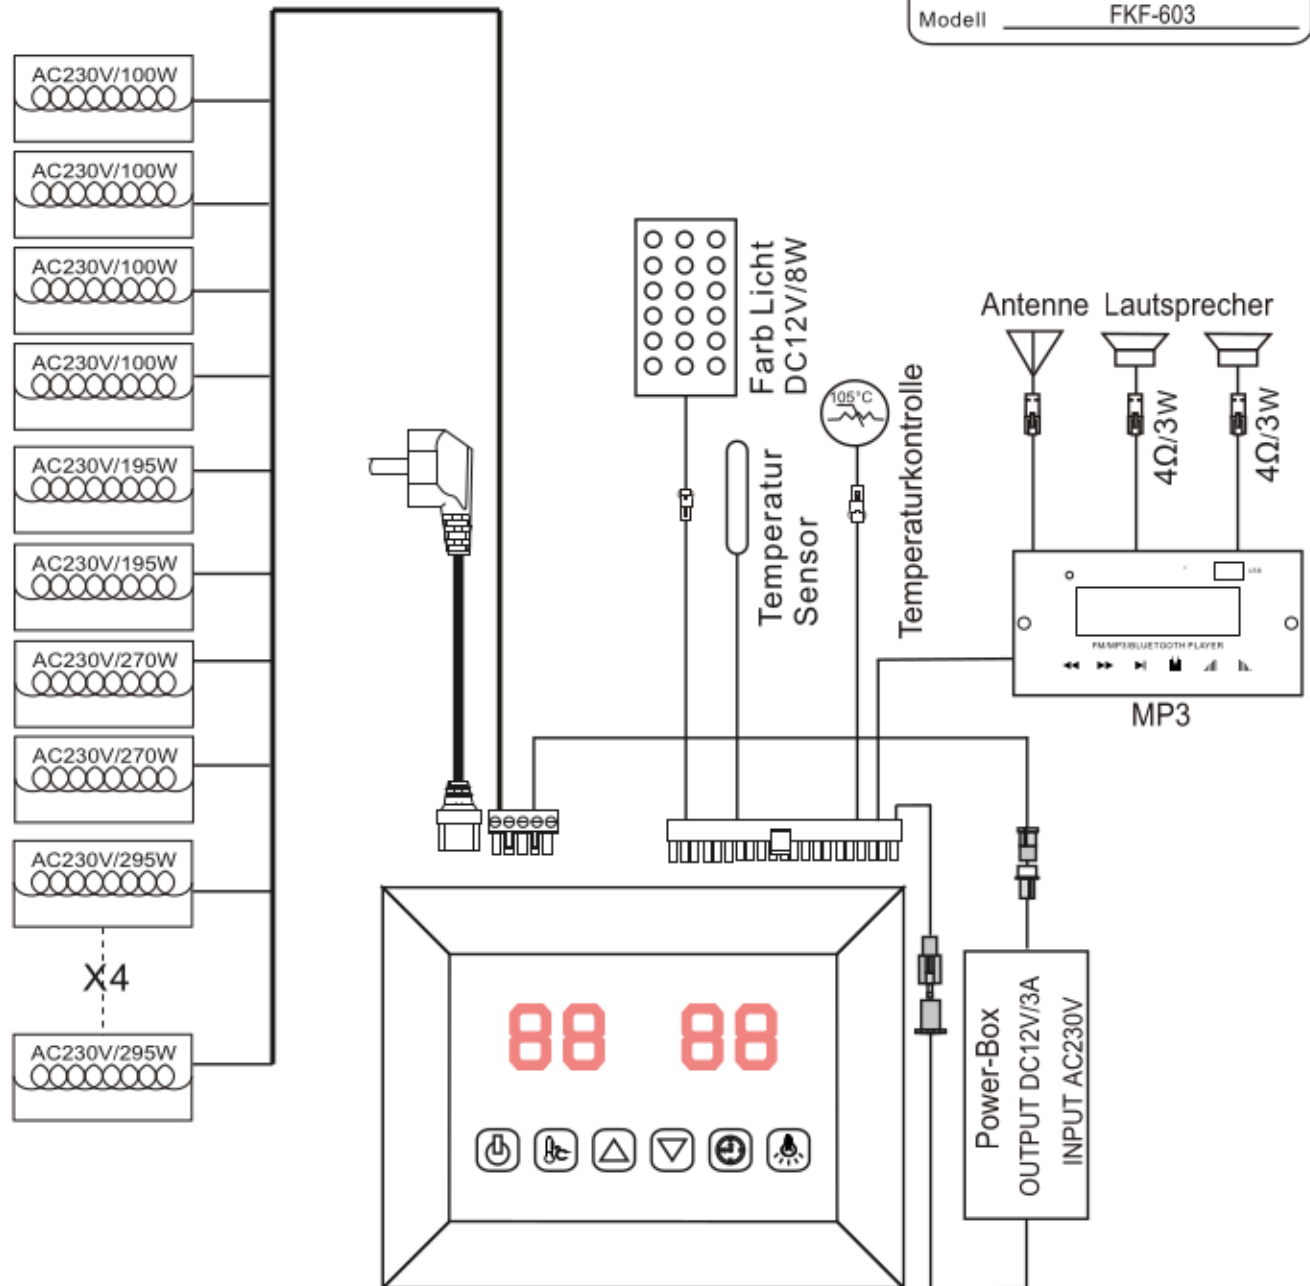 Modell FKF-603
AC230V/100W
AC230V/100W
AC230V/100W
AC230V/100W
AC230V/195W
AC230V/195W
AC230V/270W
AC230V/270W
AC230V/295W
X4
AC230V/295W
Farb Licht
DC12V/8W
Temperatur
Sensor
105°C
Temperaturkontrolle
Antenne Lautsprecher
4Ω/3W
4Ω/3W
USB
FM/MP3/BLUETOOTH PLAYER
MP3
88 88
Power-Box
OUTPUT DC12V/3A
INPUT AC230V